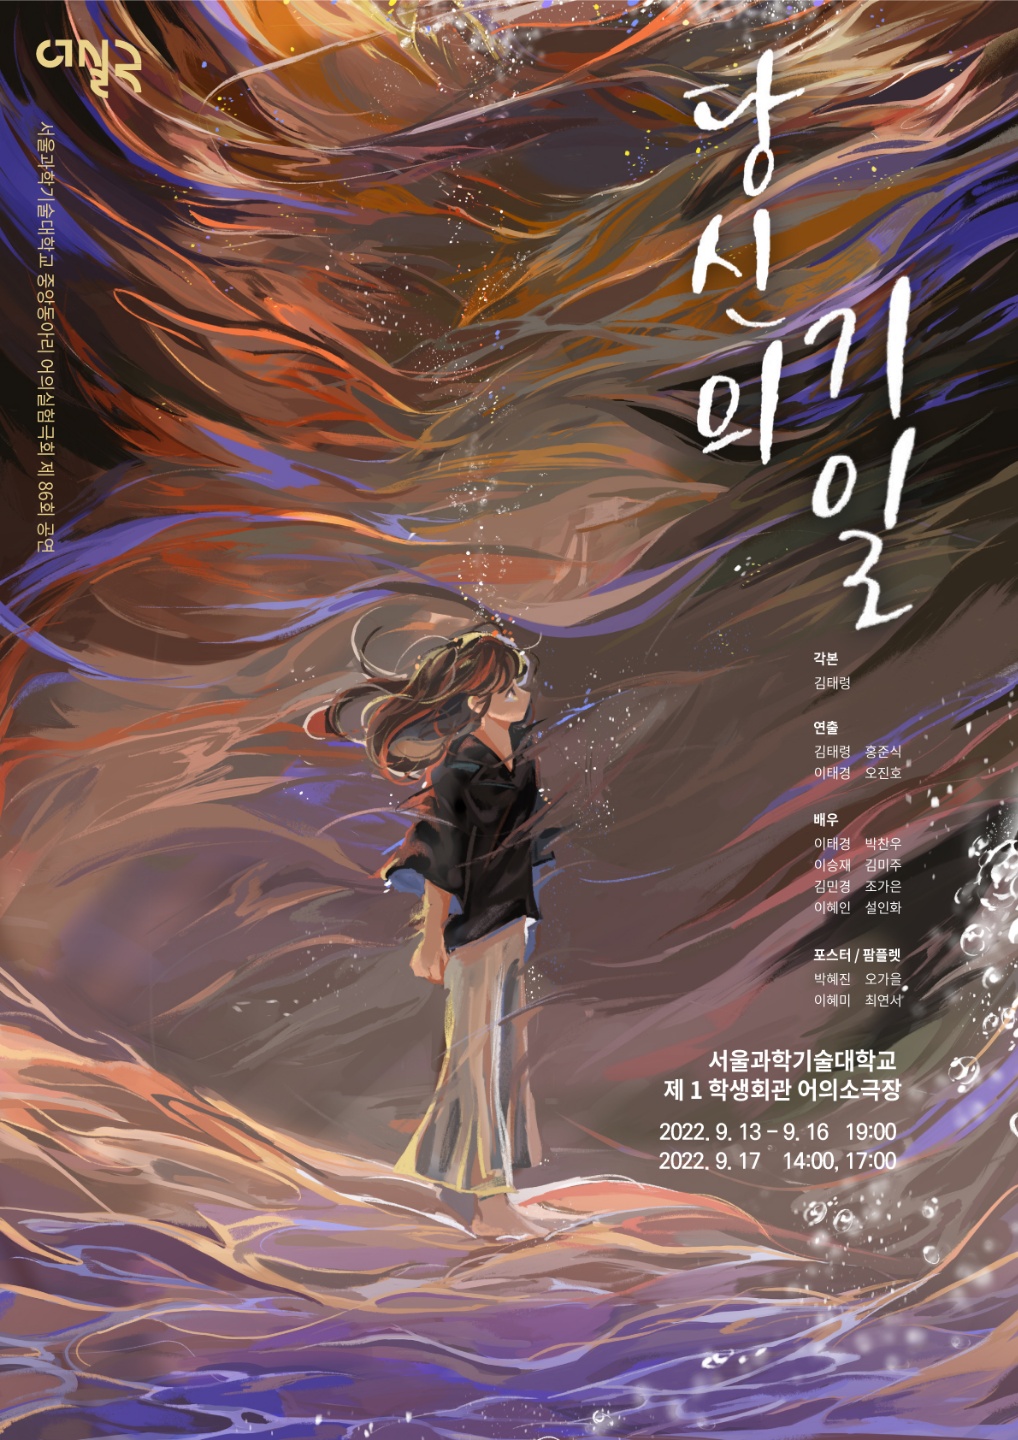 어실극
서울과학기술대학교 중앙동아리 어의실험극회 제 86회 공연
당신의
기일
각본
김태령
연출
김태령 홍준식
이태경 오진호
배우
이태경 박찬우
이승재 김미주
김민경 조가은
이혜인 설인화
포스터 / 팜플렛
박혜진 오가을
이혜미 최연서
서울과학기술대학교
제 1 학생회관 어의소극장
2022. 9. 13 – 9. 16 19:00
2022. 9. 17 14:00, 17:00